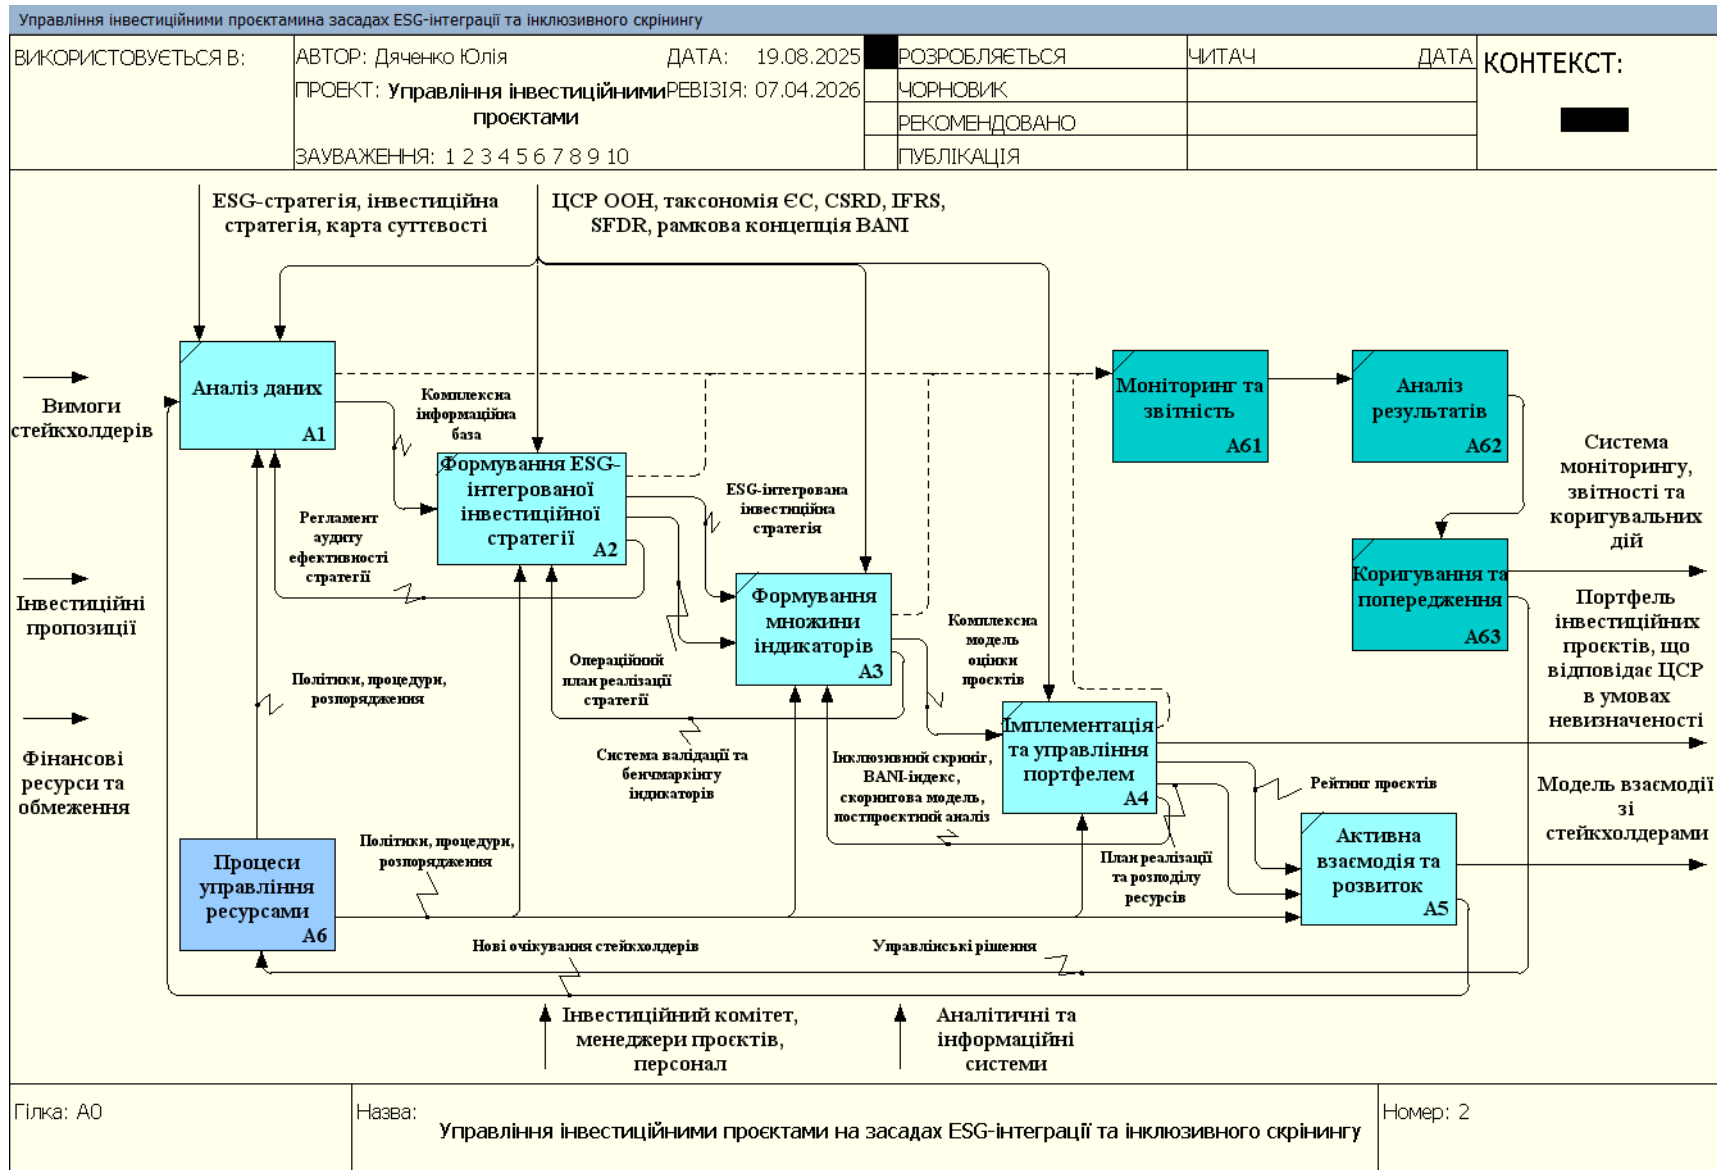 Управління інвестиційними проєктамина засадах ESG-інтеграції та інклюзивного скрінингу
ВИКОРИСТОВУЄТЬСЯ В:
АВТОР: Дяченко Юлія
ДАТА: 19.08.2025
ПРОЕКТ: Управління інвестиційними
проєктами
РЕВІЗІЯ: 07.04.2026
ЗАУВАЖЕННЯ: 1 2 3 4 5 6 7 8 9 10
РОЗРОБЛЯЄТЬСЯ
ЧОРНОВИК
РЕКОМЕНДОВАНО
ПУБЛІКАЦІЯ
ЧИТАЧ
ДАТА
КОНТЕКСТ:
ESG-стратегія, інвестиційна
стратегія, карта суттєвості
ЦСР ООН, таксономія ЄС, CSRD, IFRS,
SFDR, рамкова концепція BANI
Вимоги
стейкхолдерів
Інвестиційні
пропозиції
Фінансові
ресурси та
обмеження
Аналіз даних
A1
Комплексна
інформаційна
база
Формування ESG-
інтегрованої
інвестиційної
стратегії
A2
Регламент
аудиту
ефективності
стратегії
ESG-інтегрована
інвестиційна
стратегія
Формування
множини
індикаторів
A3
Операційний
план реалізації
стратегії
Політики, процедури,
розпорядження
Система валідації та
бенчмаркінгу
індикаторів
Комплексна
модель
оцінки
проєктів
Імплементація
та управління
портфелем
A4
Інклюзивний скриніг,
BANI-індекс,
скорингова модель,
постпроєктний аналіз
Моніторинг та
звітність
A61
Аналіз
результатів
A62
Коригування та
попередження
A63
Система
моніторингу,
звітності та
коригувальних
дій
Портфель
інвестиційних
проєктів, що
відповідає ЦСР
в умовах
невизначеності
Модель взаємодії
зі
стейкхолдерами
Рейтинг проєктів
План реалізації
та розподілу
ресурсів
Активна
взаємодія та
розвиток
A5
Процеси
управління
ресурсами
A6
Політики, процедури,
розпорядження
Нові очікування стейкхолдерів
Управлінські рішення
Інвестиційний комітет,
менеджери проєктів,
персонал
Аналітичні та
інформаційні
системи
Гілка: A0
Назва:
Управління інвестиційними проєктами на засадах ESG-інтеграції та інклюзивного скрінингу
Номер: 2